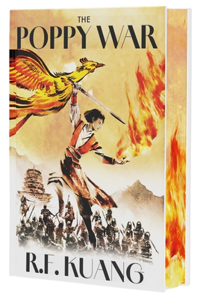 THE
POPPY WAR
R.F. KUANG